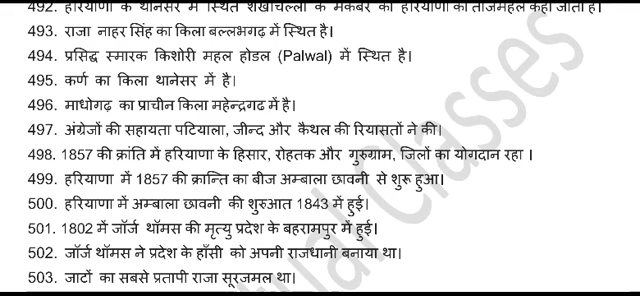 492. हरियाणा के थानेसर में स्थित शेखचिल्ली के मकबरे को हरियाणा का ताजमहल कहा जाता है।
493. राजा नाहर सिंह का किला बल्लभगढ़ में स्थित है।
494. प्रसिद्ध स्मारक किशोरी महल होडल (Palwal) में स्थित है।
495. कर्ण का किला थानेसर में है।
496. माधोगढ़ का प्राचीन किला महेन्द्रगढ में है।
497. अंग्रेजों की सहायता पटियाला, जीन्द और कैथल की रियासतों ने की।
498. 1857 की क्रांति में हरियाणा के हिसार, रोहतक और गुरुग्राम, जिलों का योगदान रहा ।
499. हरियाणा में 1857 की क्रान्ति का बीज अम्बाला छावनी से शुरू हुआ।
500. हरियाणा में अम्बाला छावनी की शुरुआत 1843 में हुई।
501. 1802 में जॉर्ज थॉमस की मृत्यु प्रदेश के बहरामपुर में हुई।
502. जॉर्ज थॉमस ने प्रदेश के हाँसी को अपनी राजधानी बनाया था।
503. जाटों का सबसे प्रतापी राजा सूरजमल था।
Classes